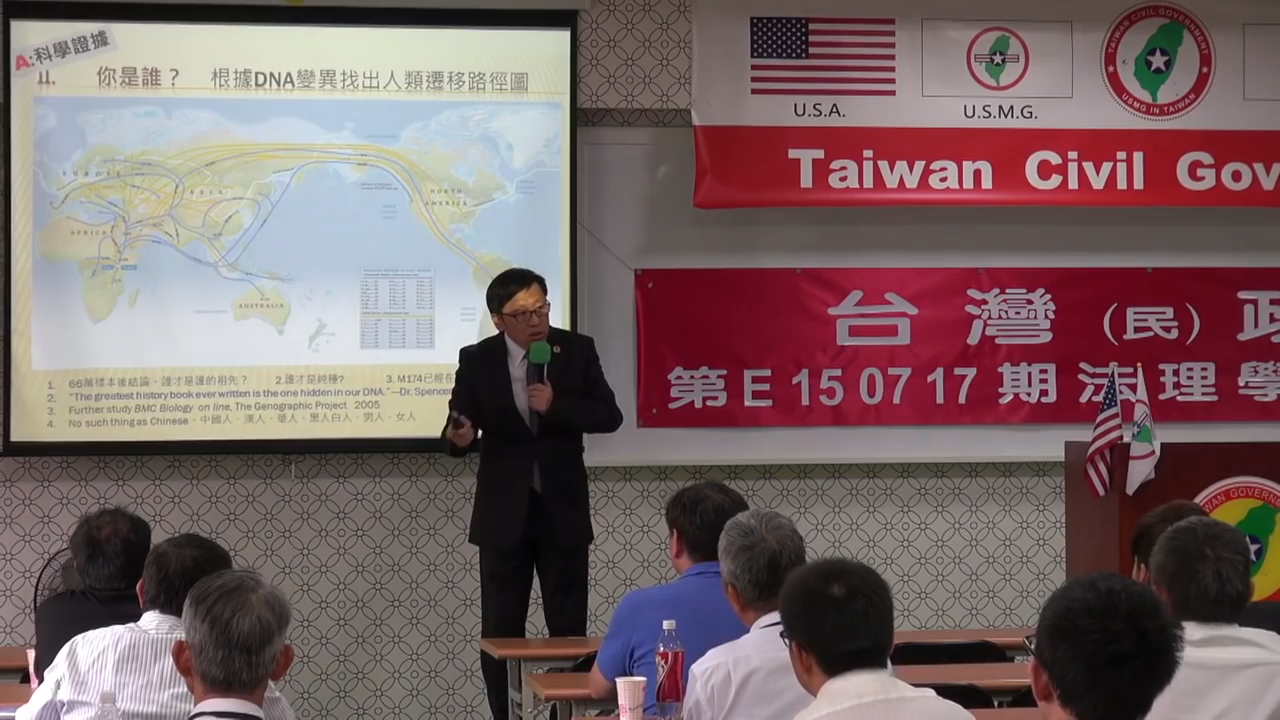 A:科學證據
II. 你是誰？ 根據DNA變異找出人類遷移路徑圖
EUROPE
ASIA
AFRICA
NORTH
AMERICA
AUSTRALIA
1. 66萬樣本後結論，誰才是誰的祖先？ 2.誰才是純種? 3. M174已經在
2. "The greatest history book ever written is the one hidden in our DNA." —Dr. Spencer
3. Further study BMC Biology on line, The Genographic Project 2005
4. No such thing as Chinese、中國人、漢人、華人、黑人白人、男人、女人
U.S.A.
U.S.M.G.
TAIWAN CIVIL GOVERNMENT
USMG IN TAIWAN
Taiwan Civil Gov
台灣（民）政
第E150717期法理學
WAN GOVERN